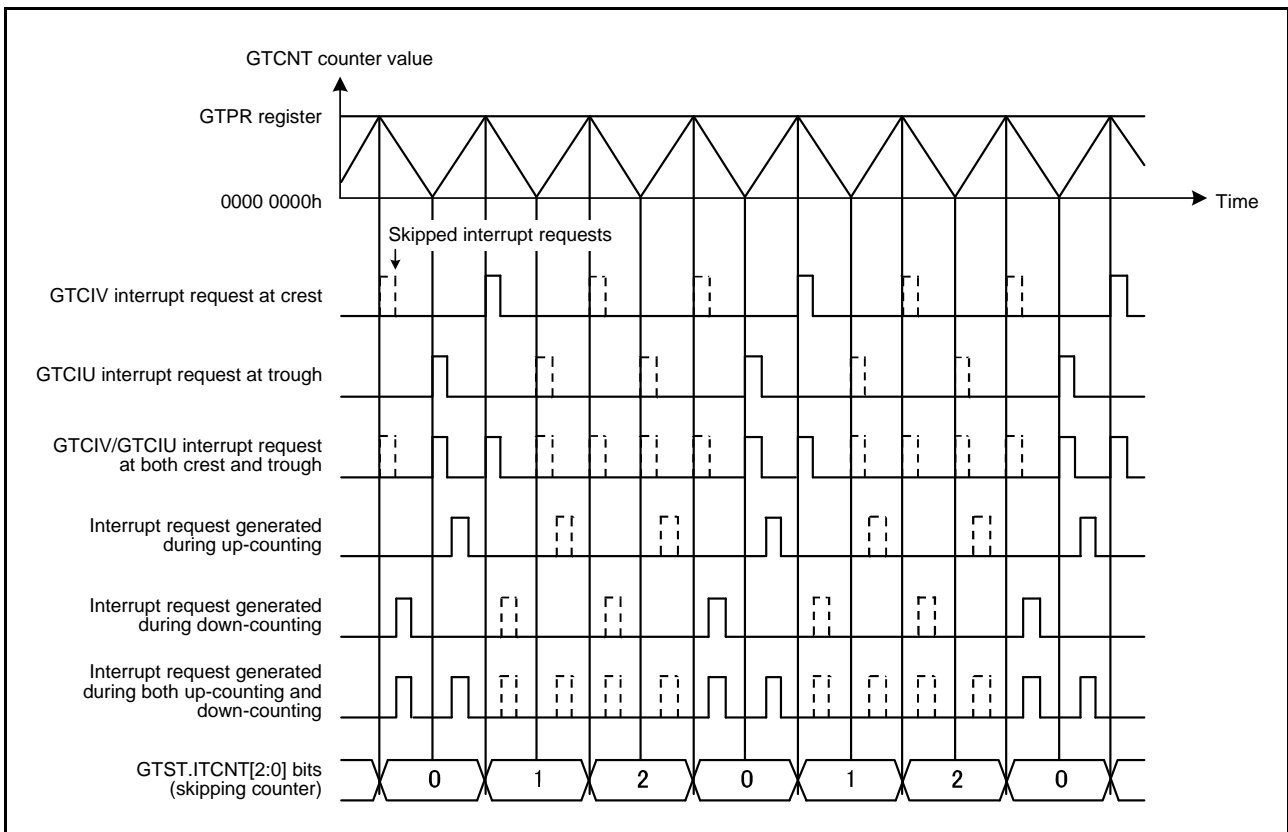 GTCNT counter value
GTPR register
0000 0000h
Time
Skipped interrupt requests
GTCIV interrupt request at crest
GTCIU interrupt request at trough
GTCIV/GTCIU interrupt request
at both crest and trough
Interrupt request generated
during up-counting
Interrupt request generated
during down-counting
Interrupt request generated
during both up-counting and
down-counting
GTST.ITCNT[2:0] bits
(skipping counter)
0 1 2 0 1 2 0